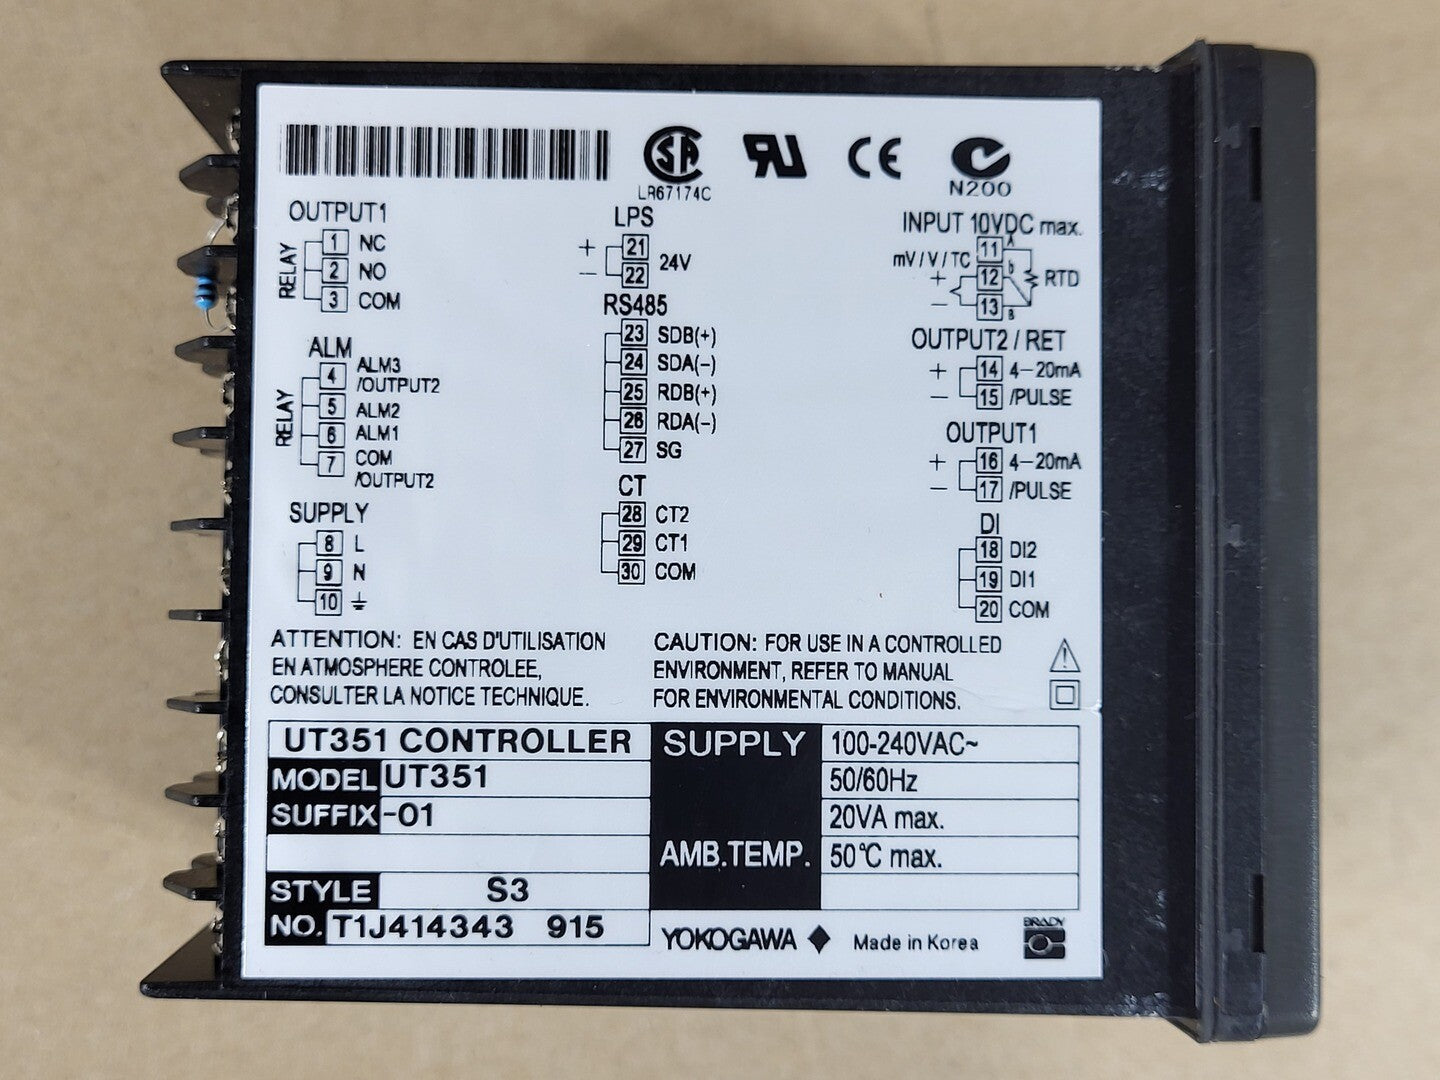 LR67174C
N200
OUTPUT1
RELAY
1 NC
2 NO
3 COM
ALM
RELAY
4 ALM3
/OUTPUT2
5 ALM2
6 ALM1
7 COM
/OUTPUT2
SUPPLY
8 L
9 N
10
LPS
+ 21
− 22
24V
RS485
23 SDB(+)
24 SDA(−)
25 RDB(+)
26 RDA(−)
27 SG
CT
28 CT2
29 CT1
30 COM
INPUT 10VDC max.
mV / V / TC
11 A
+ 12 b
− 13 B
RTD
OUTPUT2 / RET
+ 14 4−20mA
− 15 /PULSE
OUTPUT1
+ 16 4−20mA
− 17 /PULSE
DI
18 DI2
19 DI1
20 COM
ATTENTION: EN CAS D'UTILISATION
EN ATMOSPHERE CONTROLEE,
CONSULTER LA NOTICE TECHNIQUE.
CAUTION: FOR USE IN A CONTROLLED
ENVIRONMENT, REFER TO MANUAL
FOR ENVIRONMENTAL CONDITIONS.
UT351 CONTROLLER
MODEL UT351
SUFFIX -01
STYLE S3
NO. T1J414343 915
SUPPLY 100-240VAC~
50/60Hz
20VA max.
AMB.TEMP. 50°C max.
YOKOGAWA ◆ Made in Korea
BRADY